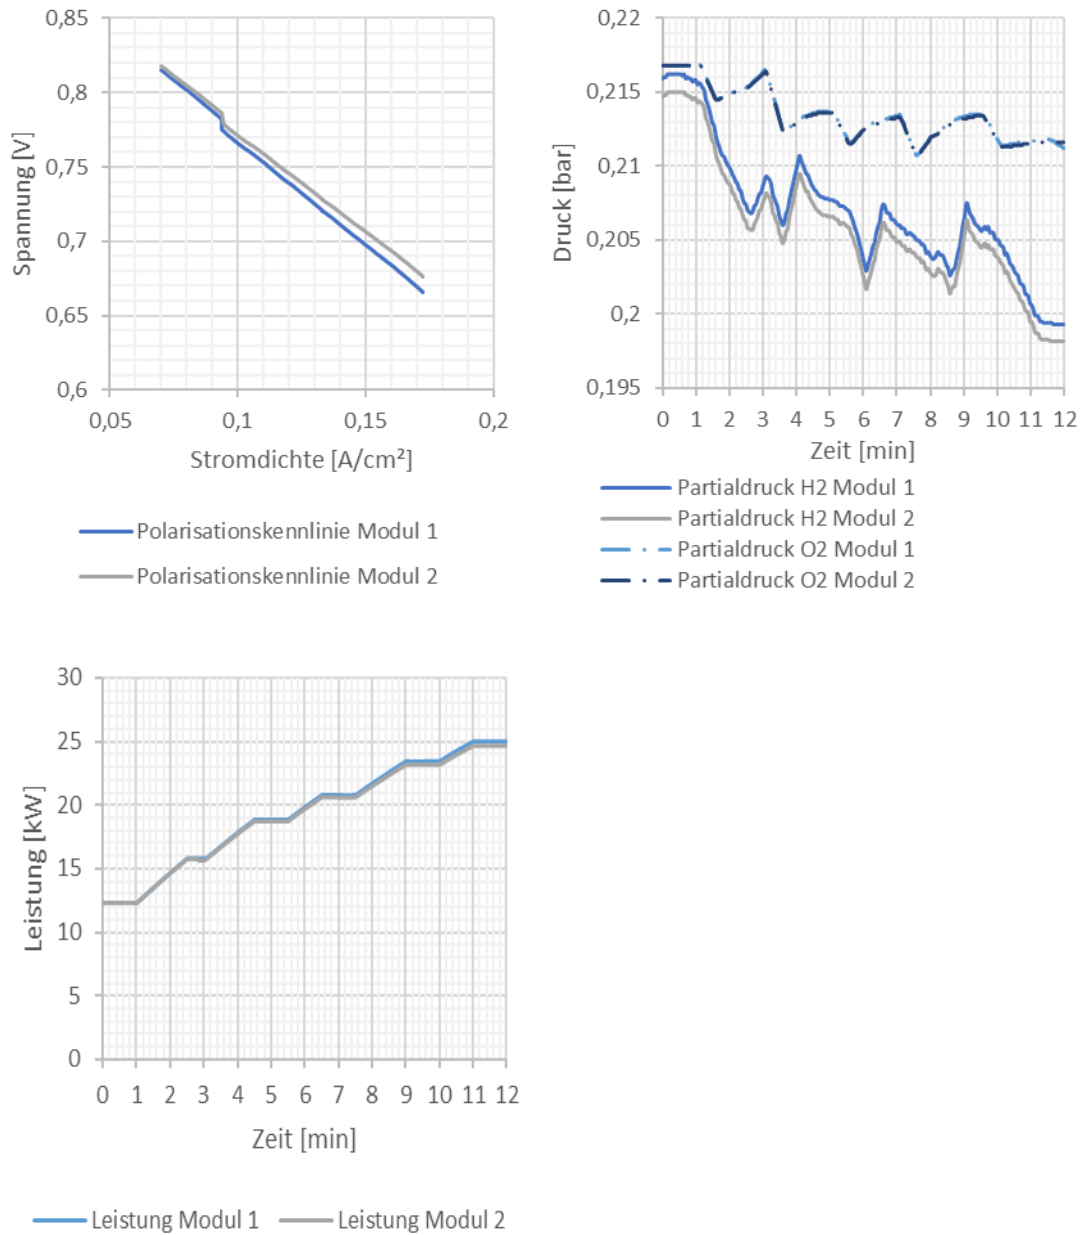 0,85
0,8
0,75
0,7
0,65
0,6
Spannung [V]
0,05 0,1 0,15 0,2
Stromdichte [A/cm²]
Polarisationskennlinie Modul 1
Polarisationskennlinie Modul 2
0,22
0,215
0,21
0,205
0,2
0,195
Druck [bar]
0 1 2 3 4 5 6 7 8 9 10 11 12
Zeit [min]
Partialdruck H2 Modul 1
Partialdruck H2 Modul 2
Partialdruck O2 Modul 1
Partialdruck O2 Modul 2
30
25
20
15
10
5
0
Leistung [kW]
0 1 2 3 4 5 6 7 8 9 10 11 12
Zeit [min]
Leistung Modul 1 Leistung Modul 2